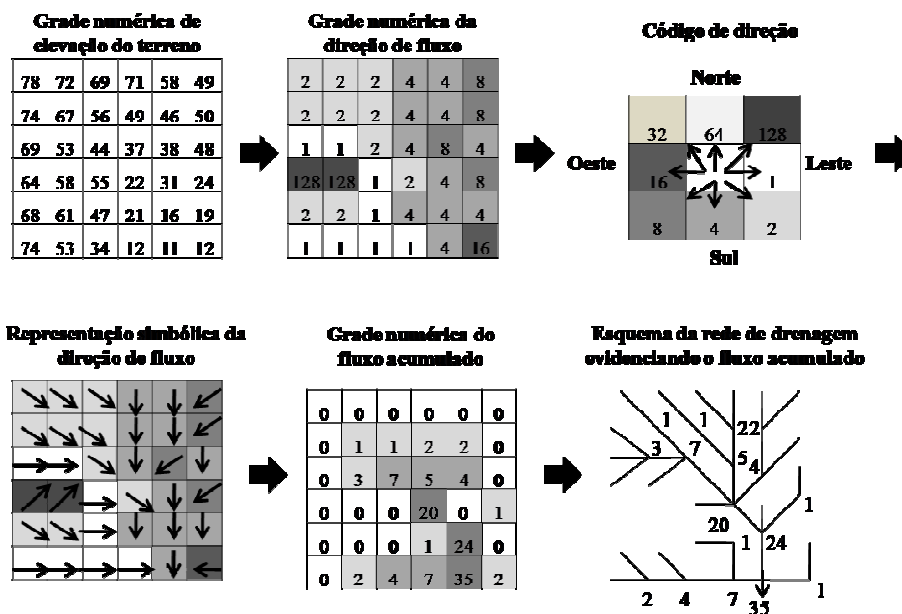 Grade numérica de
elevação do terreno
78 72 69 71 58 49
74 67 56 49 46 50
69 53 44 37 38 48
64 58 55 22 31 24
68 61 47 21 16 19
74 53 34 12 11 12
Grade numérica da
direção de fluxo
2 2 2 4 4 8
2 2 2 4 4 8
1 1 2 4 8 4
128 128 1 2 4 8
2 2 1 4 4 4
1 1 1 1 4 16
Código de direção
Norte
32 64 128
Oeste
16
1
Leste
8 4 2
Sul
Representação simbólica da
direção do fluxo
Grade numérica do
fluxo acumulado
0 0 0 0 0 0
0 1 1 2 2 0
0 3 7 5 4 0
0 0 0 20 0 1
0 0 0 1 24 0
0 2 4 7 35 2
Esquema da rede de drenagem
evidenciando o fluxo acumulado
1 1 22
3 7
5 4
1
20
1 24
2 4 7 35 1